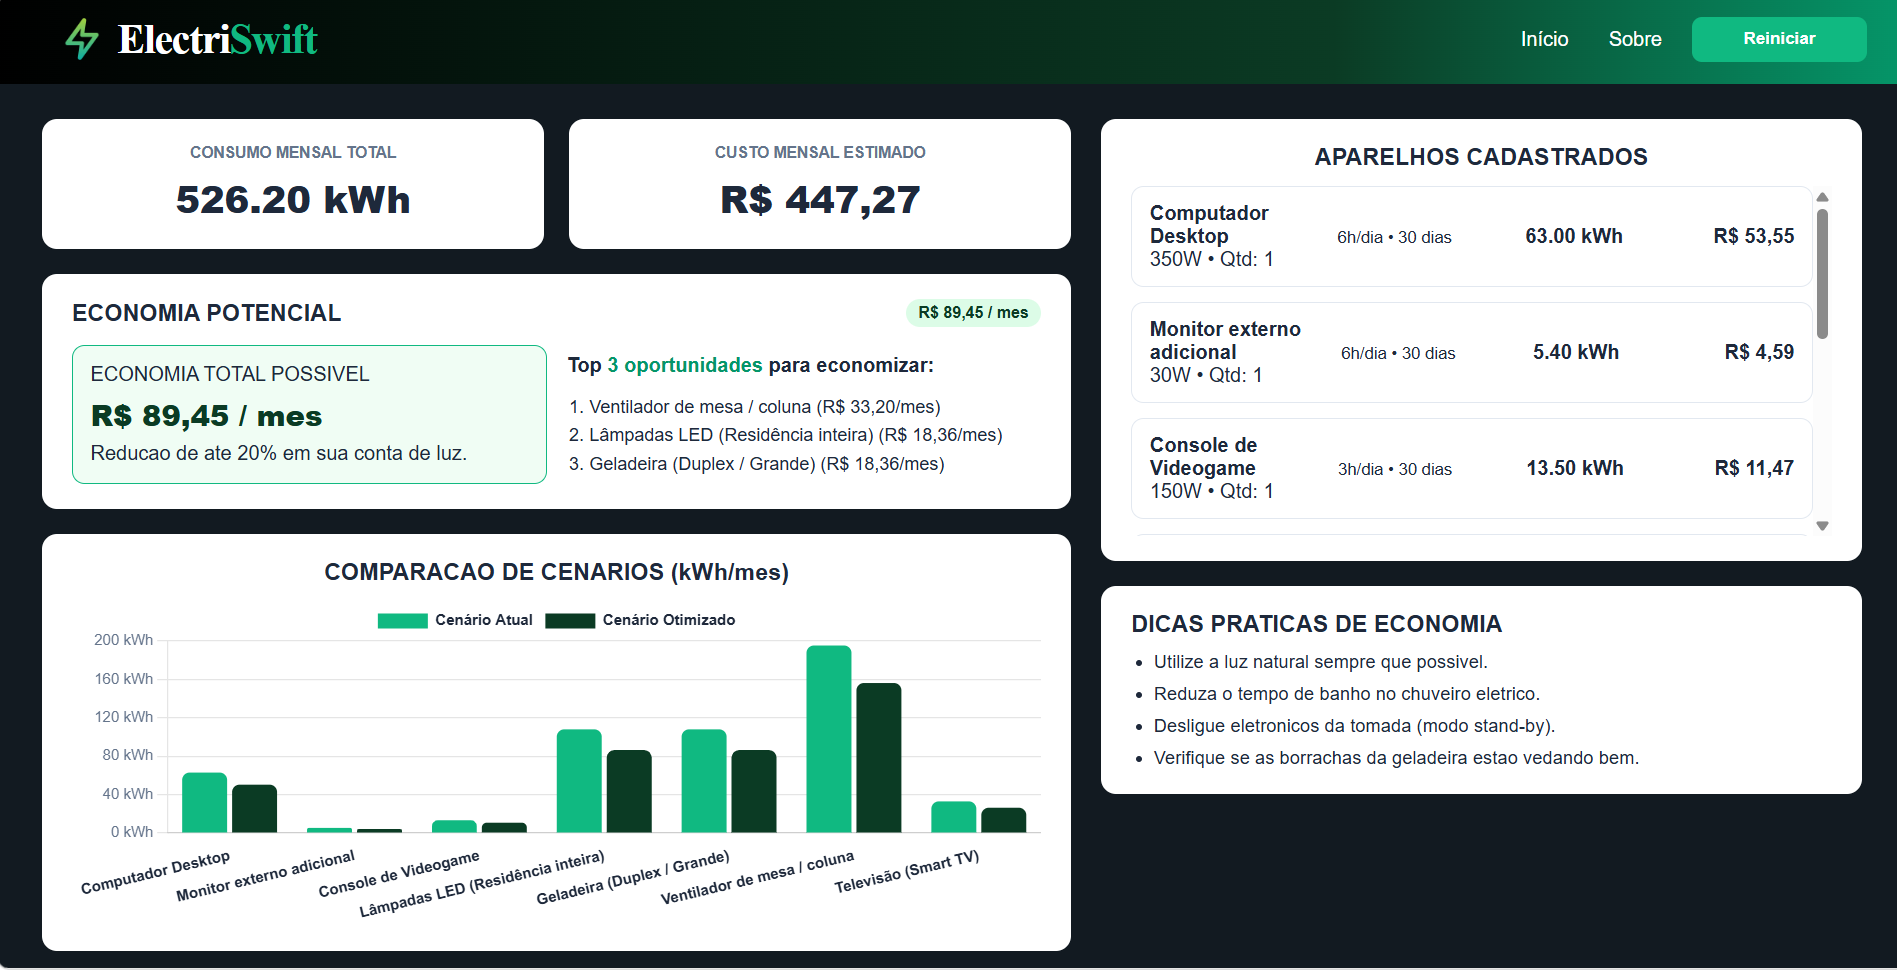 ElectriSwift
Início
Sobre
Reiniciar
CONSUMO MENSAL TOTAL
526.20 kWh
CUSTO MENSAL ESTIMADO
R$ 447,27
ECONOMIA POTENCIAL
R$ 89,45 / mes
ECONOMIA TOTAL POSSIVEL
R$ 89,45 / mes
Reducao de ate 20% em sua conta de luz.
Top 3 oportunidades para economizar:
1. Ventilador de mesa / coluna (R$ 33,20/mes)
2. Lâmpadas LED (Residência inteira) (R$ 18,36/mes)
3. Geladeira (Duplex / Grande) (R$ 18,36/mes)
COMPARACAO DE CENARIOS (kWh/mes)
Cenário Atual
Cenário Otimizado
200 kWh
160 kWh
120 kWh
80 kWh
40 kWh
0 kWh
Computador Desktop
Monitor externo adicional
Console de Videogame
Lâmpadas LED (Residência inteira)
Geladeira (Duplex / Grande)
Ventilador de mesa / coluna
Televisão (Smart TV)
APARELHOS CADASTRADOS
Computador
Desktop
350W • Qtd: 1
6h/dia • 30 dias
63.00 kWh
R$ 53,55
Monitor externo
adicional
30W • Qtd: 1
6h/dia • 30 dias
5.40 kWh
R$ 4,59
Console de
Videogame
150W • Qtd: 1
3h/dia • 30 dias
13.50 kWh
R$ 11,47
DICAS PRATICAS DE ECONOMIA
• Utilize a luz natural sempre que possivel.
• Reduza o tempo de banho no chuveiro eletrico.
• Desligue eletronicos da tomada (modo stand-by).
• Verifique se as borrachas da geladeira estao vedando bem.